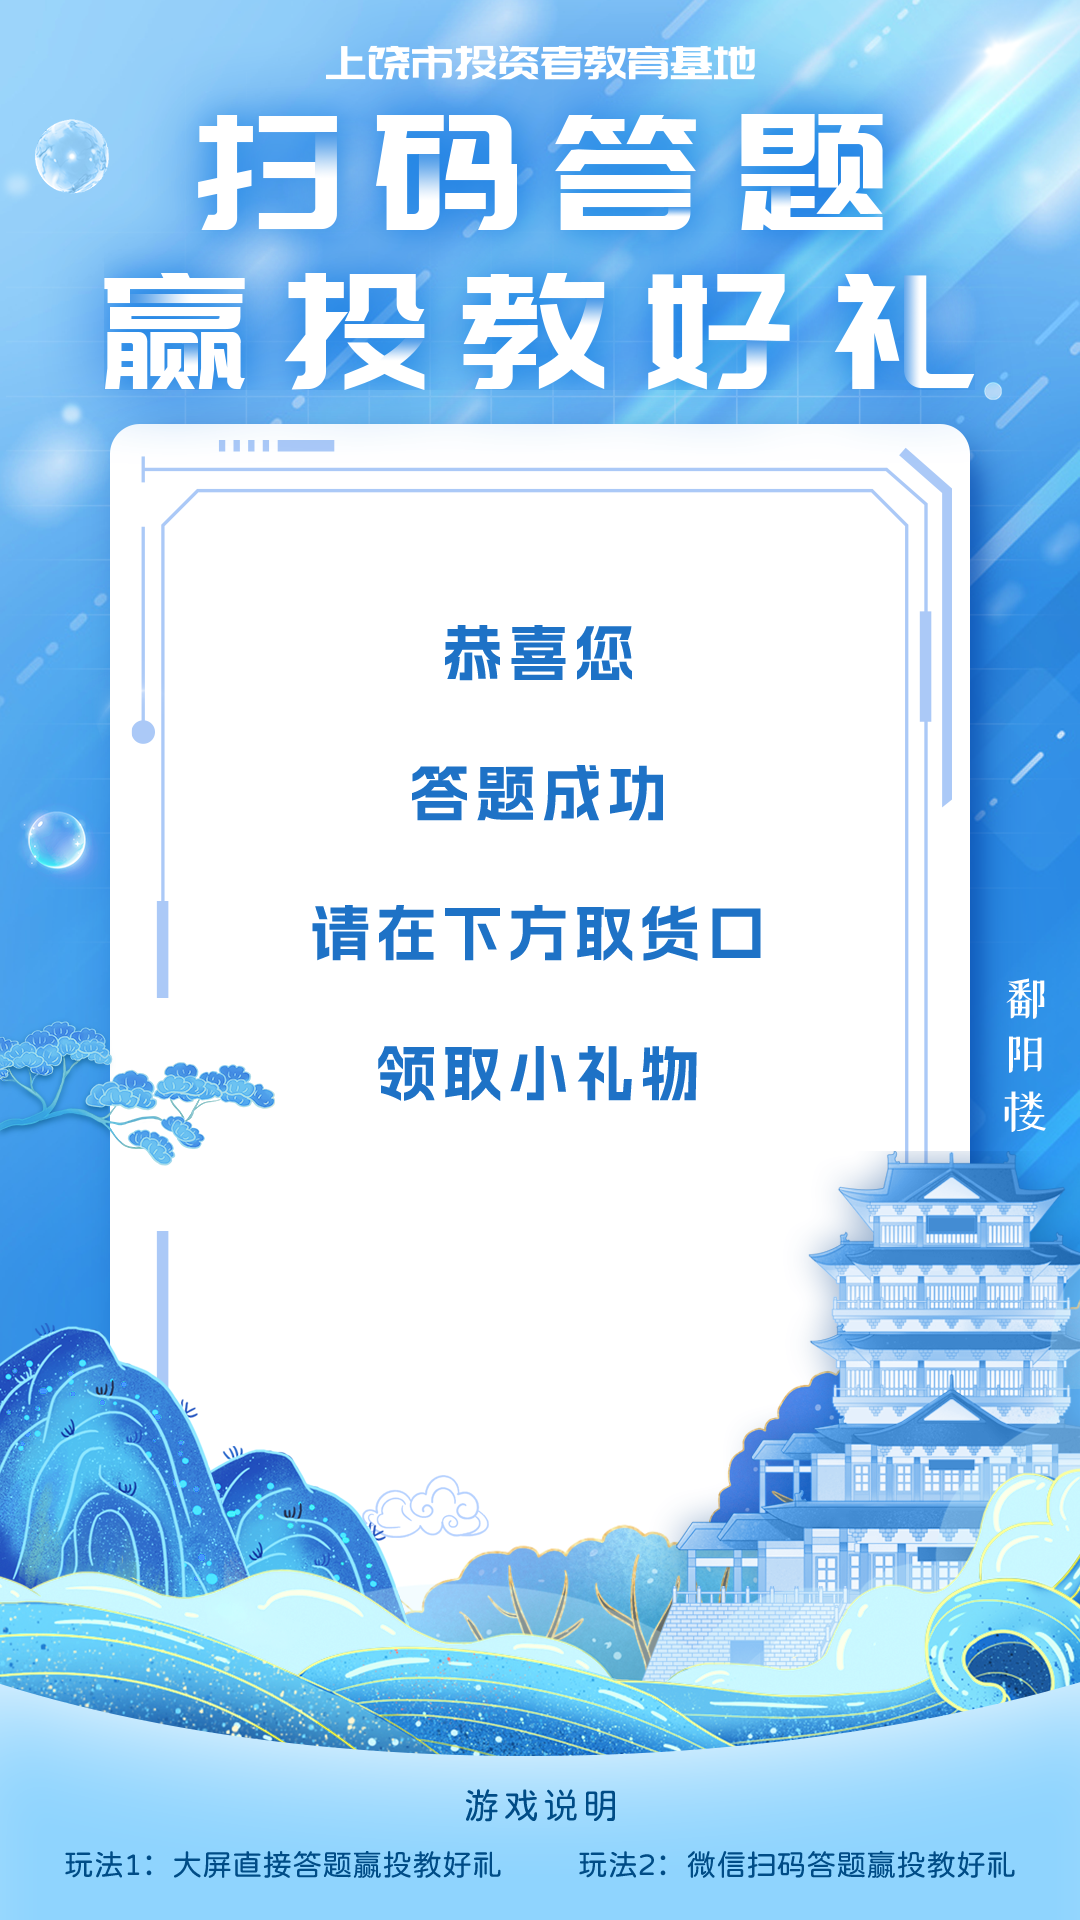 上饶市投资者教育基地
扫码答题
赢投教好礼
恭喜您
答题成功
请在下方取货口
领取小礼物
鄱阳楼
游戏说明
玩法1：大屏直接答题赢投教好礼
玩法2：微信扫码答题赢投教好礼